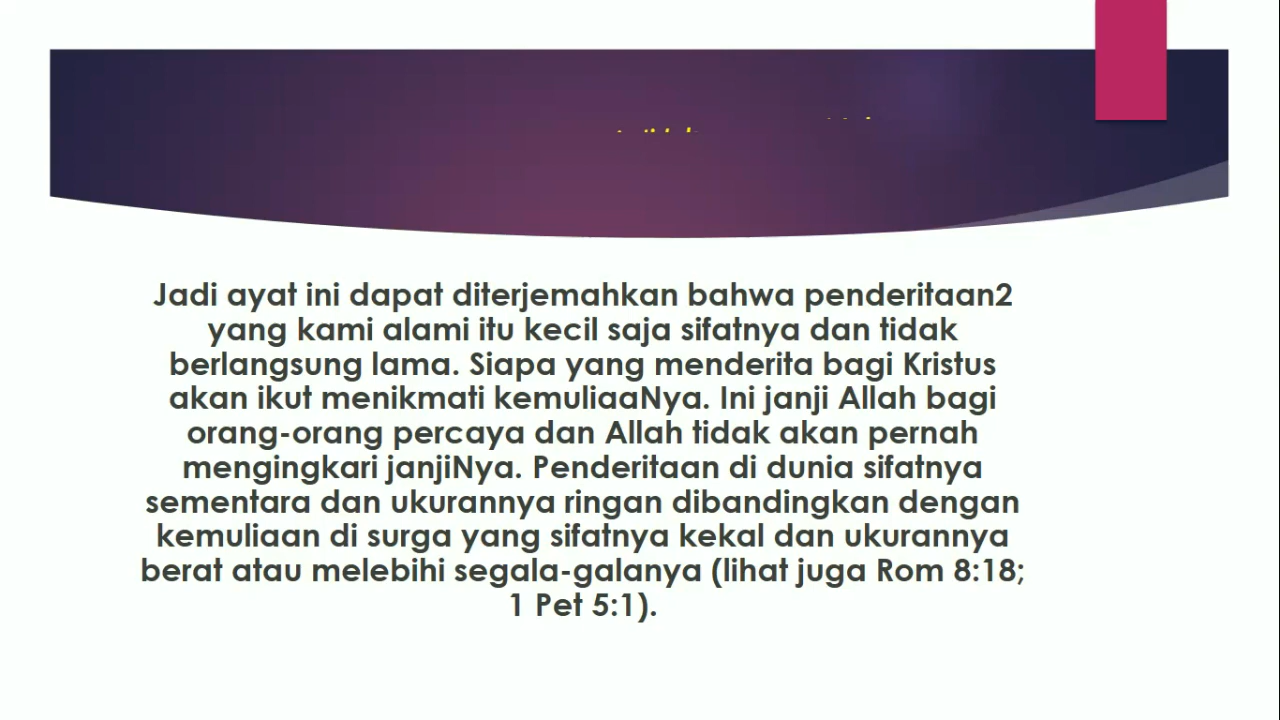 Jadi ayat ini dapat diterjemahkan bahwa penderitaan2
yang kami alami itu kecil saja sifatnya dan tidak
berlangsung lama. Siapa yang menderita bagi Kristus
akan ikut menikmati kemuliaaNya. Ini janji Allah bagi
orang-orang percaya dan Allah tidak akan pernah
mengingkari janjiNya. Penderitaan di dunia sifatnya
sementara dan ukurannya ringan dibandingkan dengan
kemuliaan di surga yang sifatnya kekal dan ukurannya
berat atau melebihi segala-galanya (lihat juga Rom 8:18;
1 Pet 5:1).